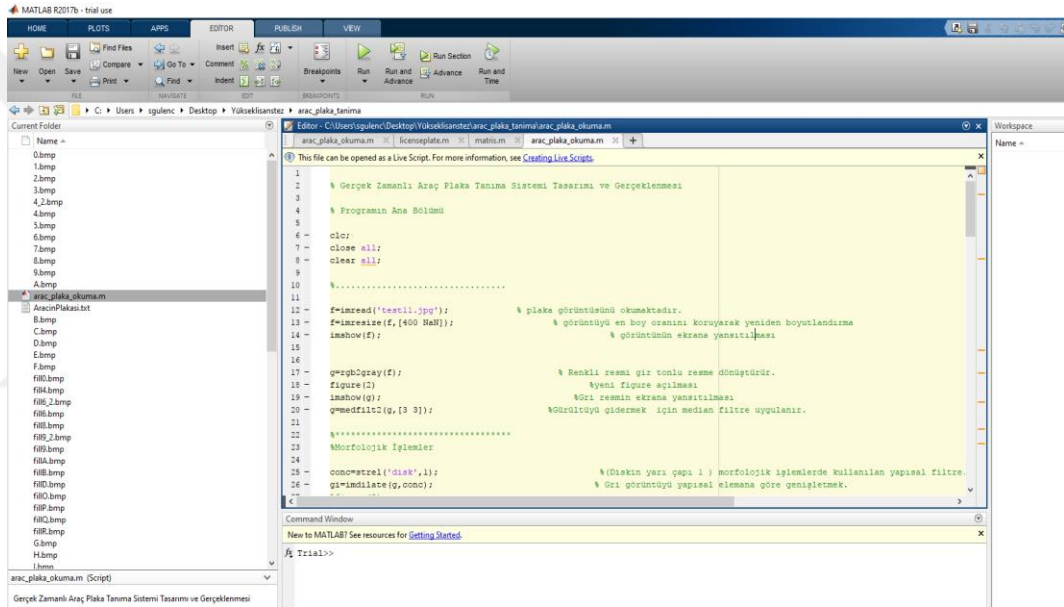 MATLAB R2017b - trial use
HOME PLOTS APPS EDITOR PUBLISH VIEW
New Open Save Find Files Compare Print Go To Find Insert Comment Indent Breakpoints Run Run and Advance Run Section Advance Run and Time
FILE NAVIGATE EDIT BREAKPOINTS RUN
C: Users sgulenc Desktop Yükseklisanstez arac_plaka_tanima
Current Folder
Name
0.bmp
1.bmp
2.bmp
3.bmp
4_2.bmp
4.bmp
5.bmp
6.bmp
7.bmp
8.bmp
9.bmp
A.bmp
arac_plaka_okuma.m
AracinPlakasi.txt
B.bmp
C.bmp
D.bmp
E.bmp
F.bmp
fill0.bmp
fill4.bmp
fill6_2.bmp
fill6.bmp
fill8.bmp
fill9_2.bmp
fill9.bmp
fillA.bmp
fillB.bmp
fillD.bmp
fillO.bmp
fillP.bmp
fillQ.bmp
fillR.bmp
G.bmp
H.bmp
I.bmp
arac_plaka_okuma.m (Script)
Gerçek Zamanlı Araç Plaka Tanıma Sistemi Tasarımı ve Gerçeklenmesi
Editor - C:\Users\sgulenc\Desktop\Yükseklisanstez\arac_plaka_tanima\arac_plaka_okuma.m
arac_plaka_okuma.m licenseplate.m matris.m arac_plaka_okuma.m +
This file can be opened as a Live Script. For more information, see Creating Live Scripts.
1
2 % Gerçek Zamanlı Araç Plaka Tanıma Sistemi Tasarımı ve Gerçeklenmesi
3
4 % Programın Ana Bölümü
5
6 - clc;
7 - close all;
8 - clear all;
9
10 %................................
11
12 - f=imread('test11.jpg'); % plaka görüntüsünü okumaktadır.
13 - f=imresize(f,[400 NaN]); % görüntüyü en boy oranını koruyarak yeniden boyutlandırma
14 - imshow(f); % görüntünün ekrana yansıtılması
15
16
17 - g=rgb2gray(f); % Renkli resmi gir tonlu resme dönüştürür.
18 - figure(2) %yeni figure açılması
19 - imshow(g); %Gri resmin ekrana yansıtılması
20 - g=medfilt2(g,[3 3]); %Gürültüyü gidermek için median filtre uygulanır.
21
22 %*********************************
23 %Morfolojik İşlemler
24
25 - conc=strel('disk',1); %(Diskin yarı çapı 1 ) morfolojik işlemlerde kullanılan yapısal filtre.
26 - gi=imdilate(g,conc); % Gri görüntüyü yapısal elemana göre genişletmek.
Command Window
New to MATLAB? See resources for Getting Started.
fx Trial>>
Workspace
Name